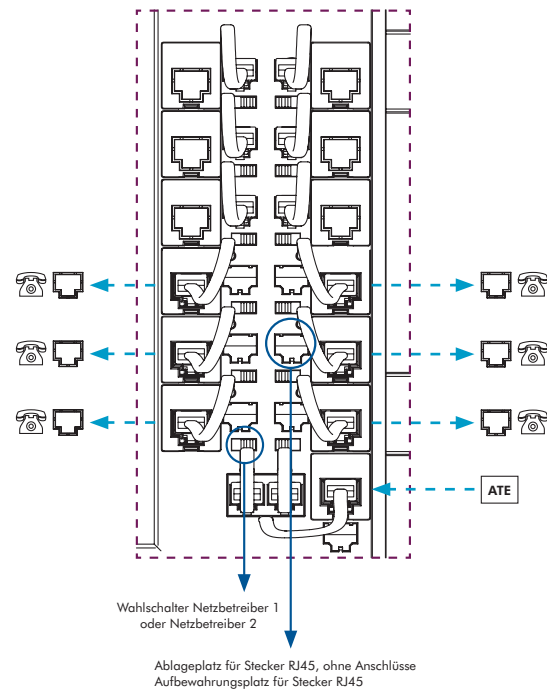 ATE
Wahlschalter Netzbetreiber 1
oder Netzbetreiber 2
Ablageplatz für Stecker RJ45, ohne Anschlüsse
Aufbewahrungsplatz für Stecker RJ45